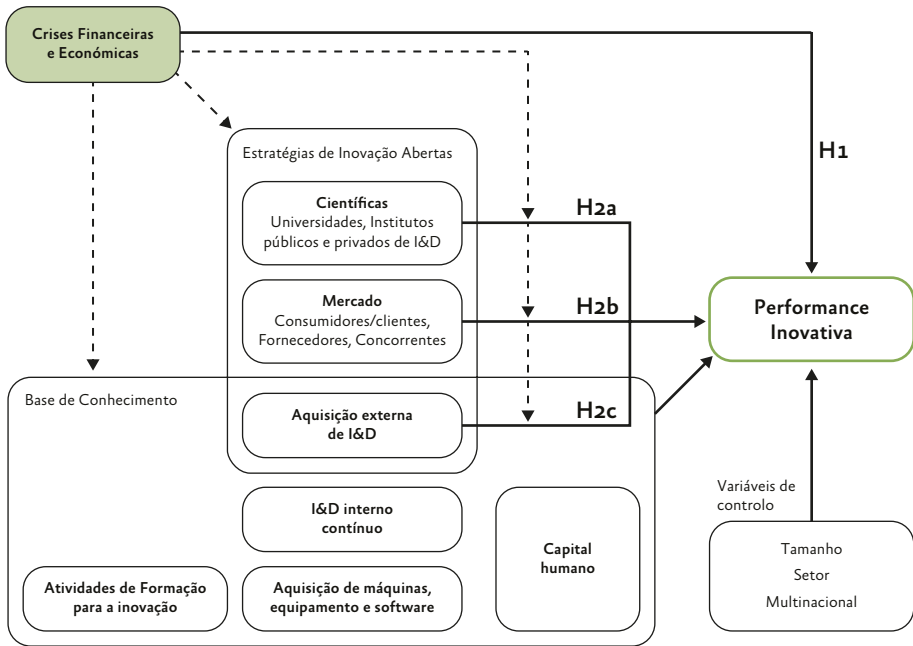 Crises Financeiras
e Económicas
H1
Estratégias de Inovação Abertas
Científicas
Universidades, Institutos
públicos e privados de I&D
H2a
Mercado
Consumidores/clientes,
Fornecedores, Concorrentes
H2b
Performance
Inovativa
Base de Conhecimento
Aquisição externa
de I&D
H2c
I&D interno
contínuo
Capital
humano
Atividades de Formação
para a inovação
Aquisição de máquinas,
equipamento e software
Variáveis de
controlo
Tamanho
Setor
Multinacional